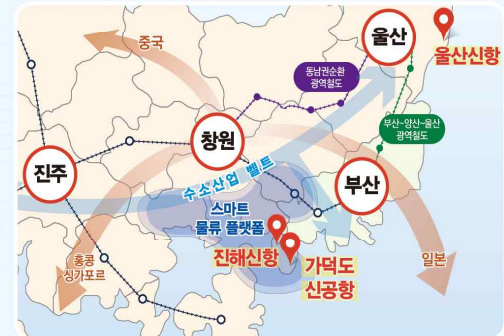 중국
울산
울산신항
동남권순환
광역철도
부산~양산~울산
광역철도
창원
진주
수소산업 벨트
부산
스마트
물류 플랫폼
진해신항
가덕도
신공항
홍콩
싱가포르
일본